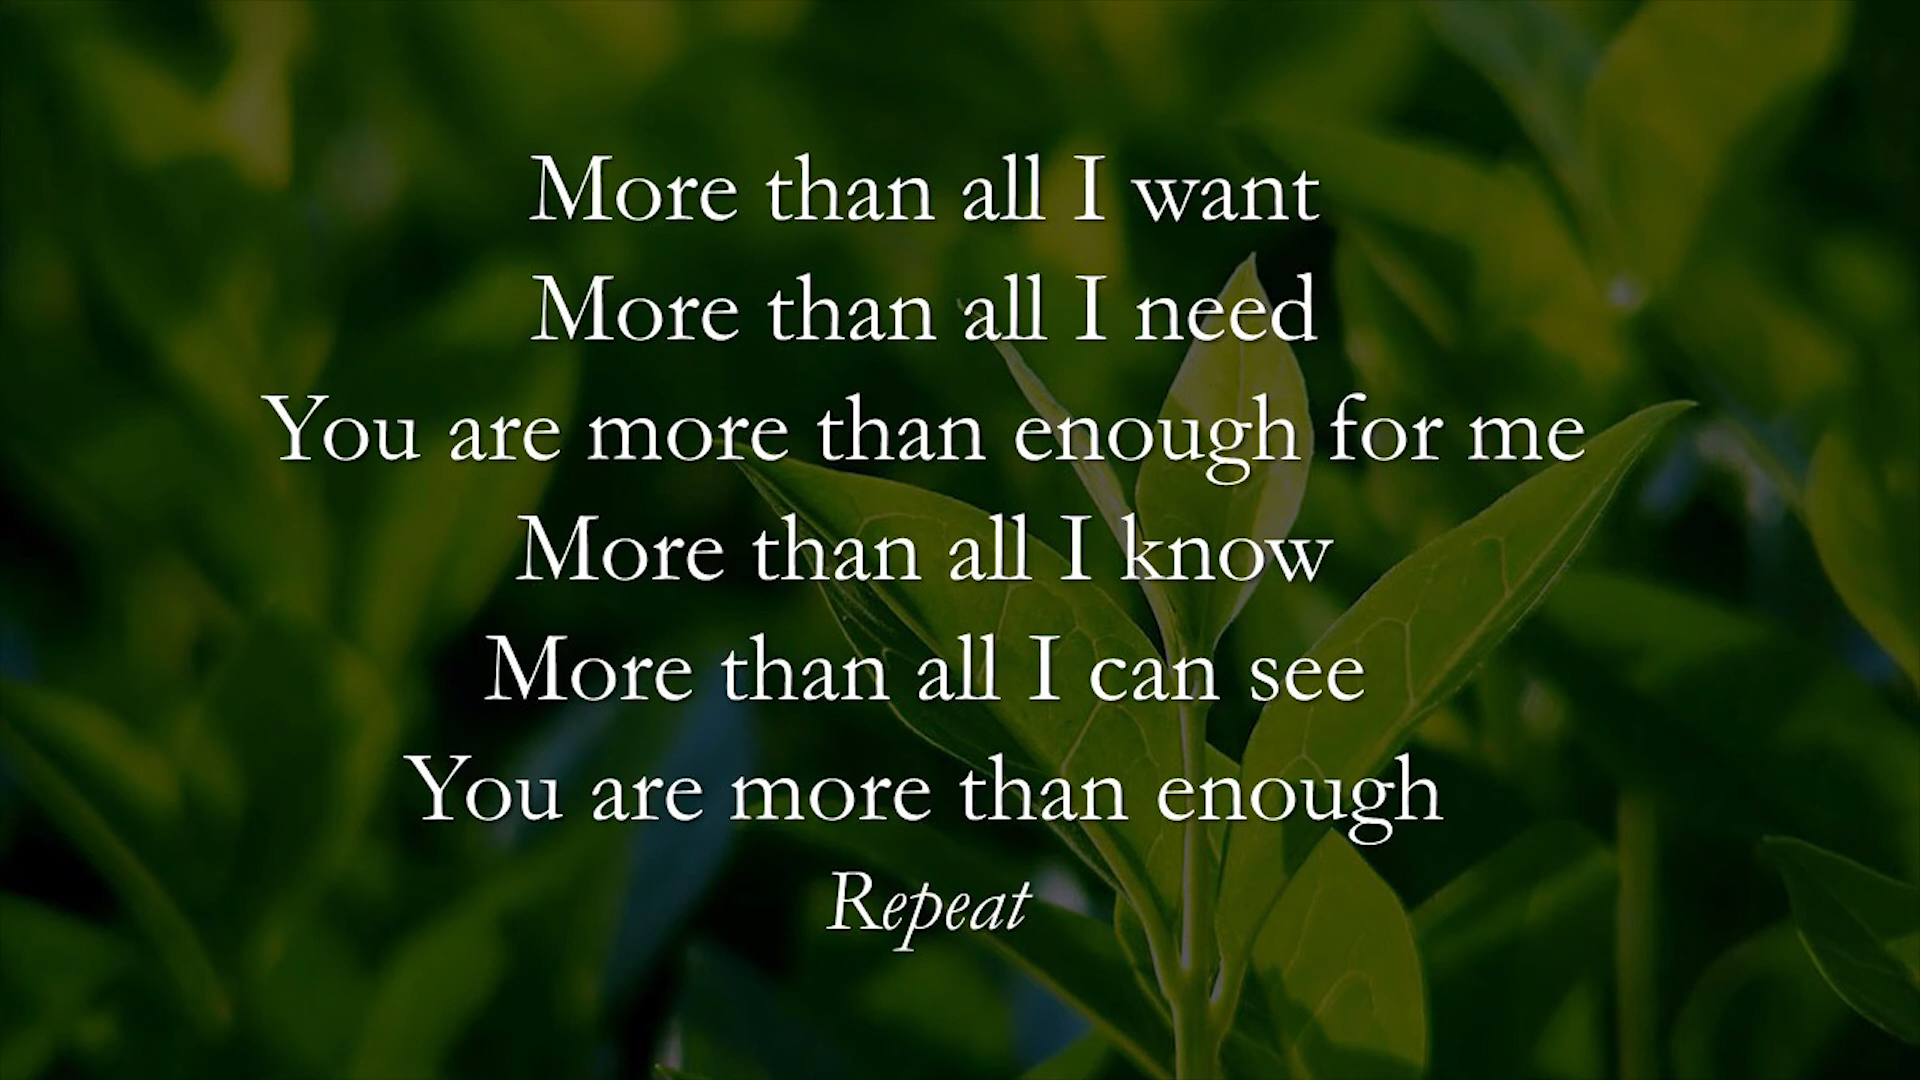 More than all I want
More than all I need
You are more than enough for me
More than all I know
More than all I can see
You are more than enough
Repeat